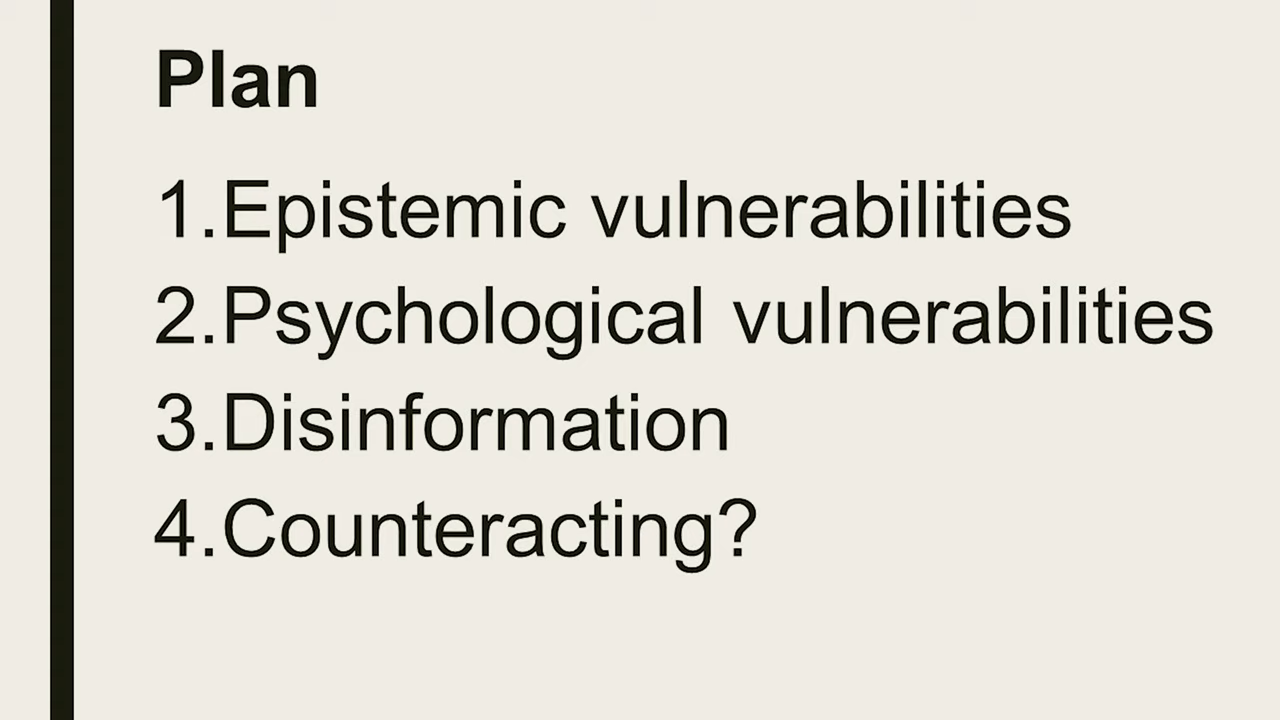 Plan
1.Epistemic vulnerabilities
2.Psychological vulnerabilities
3.Disinformation
4.Counteracting?